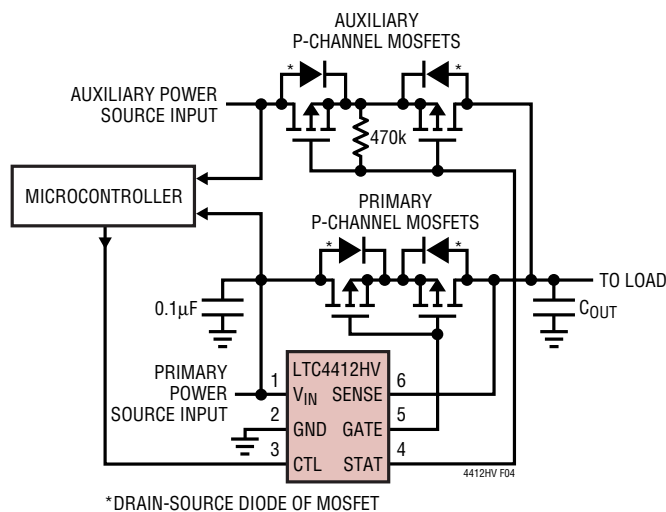 AUXILIARY
P-CHANNEL MOSFETS
*
*
AUXILIARY POWER
SOURCE INPUT
470k
MICROCONTROLLER
PRIMARY
P-CHANNEL MOSFETS
*
*
TO LOAD
0.1µF
COUT
PRIMARY
POWER
SOURCE INPUT
LTC4412HV
1
VIN
SENSE
6
2
GND
GATE
5
3
CTL
STAT
4
4412HV F04
*DRAIN-SOURCE DIODE OF MOSFET